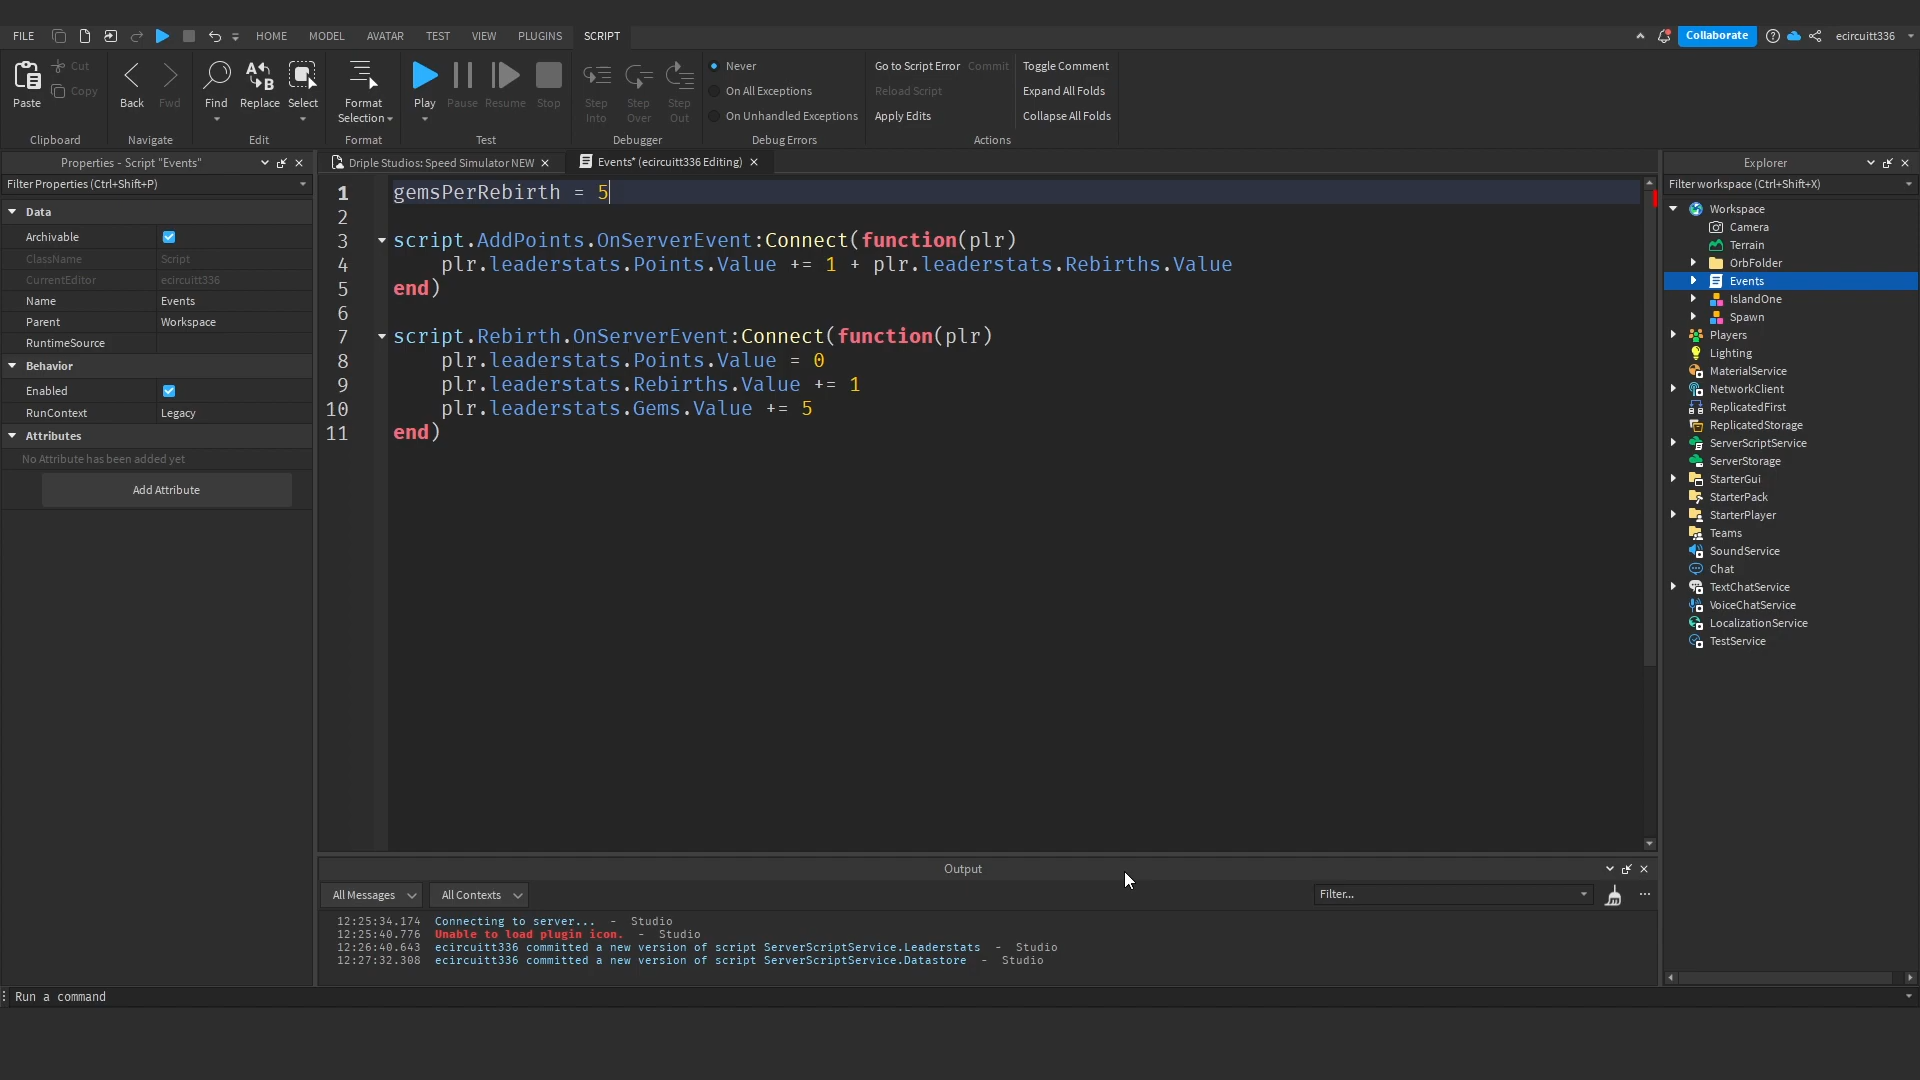 FILE HOME MODEL AVATAR TEST VIEW PLUGINS SCRIPT Collaborate ecircuitt336
Paste Cut Copy
Clipboard
Back Fwd
Navigate
Find Replace Select
Edit
Format Selection
Format
Play Pause Resume Stop
Test
Step Into Step Over Step Out
Debugger
Never
On All Exceptions
On Unhandled Exceptions
Debug Errors
Go to Script Error Commit
Reload Script
Apply Edits
Toggle Comment
Expand All Folds
Collapse All Folds
Actions
Properties - Script "Events"
Filter Properties (Ctrl+Shift+P)
Data
Archivable
ClassName Script
CurrentEditor ecircuitt336
Name Events
Parent Workspace
RuntimeSource
Behavior
Enabled
RunContext Legacy
Attributes
No Attribute has been added yet
Add Attribute
Driple Studios: Speed Simulator NEW
Events* (ecircuitt336 Editing)
1 gemsPerRebirth = 5
2
3 script.AddPoints.OnServerEvent:Connect(function(plr)
4 plr.leaderstats.Points.Value += 1 + plr.leaderstats.Rebirths.Value
5 end)
6
7 script.Rebirth.OnServerEvent:Connect(function(plr)
8 plr.leaderstats.Points.Value = 0
9 plr.leaderstats.Rebirths.Value += 1
10 plr.leaderstats.Gems.Value += 5
11 end)
Output
All Messages All Contexts Filter...
12:25:34.174 Connecting to server... - Studio
12:25:40.776 Unable to load plugin icon. - Studio
12:26:40.643 ecircuitt336 committed a new version of script ServerScriptService.Leaderstats - Studio
12:27:32.308 ecircuitt336 committed a new version of script ServerScriptService.Datastore - Studio
Explorer
Filter workspace (Ctrl+Shift+X)
Workspace
Camera
Terrain
OrbFolder
Events
IslandOne
Spawn
Players
Lighting
MaterialService
NetworkClient
ReplicatedFirst
ReplicatedStorage
ServerScriptService
ServerStorage
StarterGui
StarterPack
StarterPlayer
Teams
SoundService
Chat
TextChatService
VoiceChatService
LocalizationService
TestService
Run a command